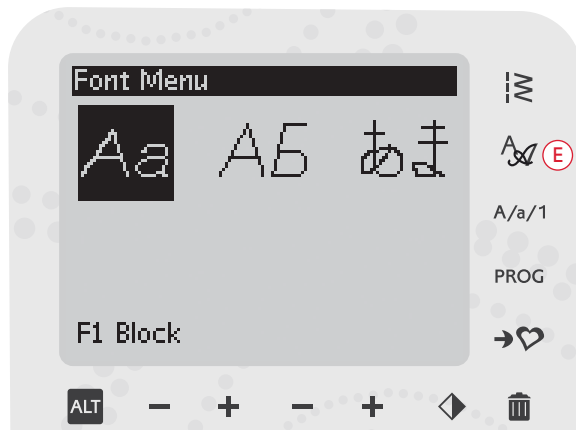 Font Menu
Aa АБ あま
A
E
A/a/1
PROG
F1 Block
ALT − + − +